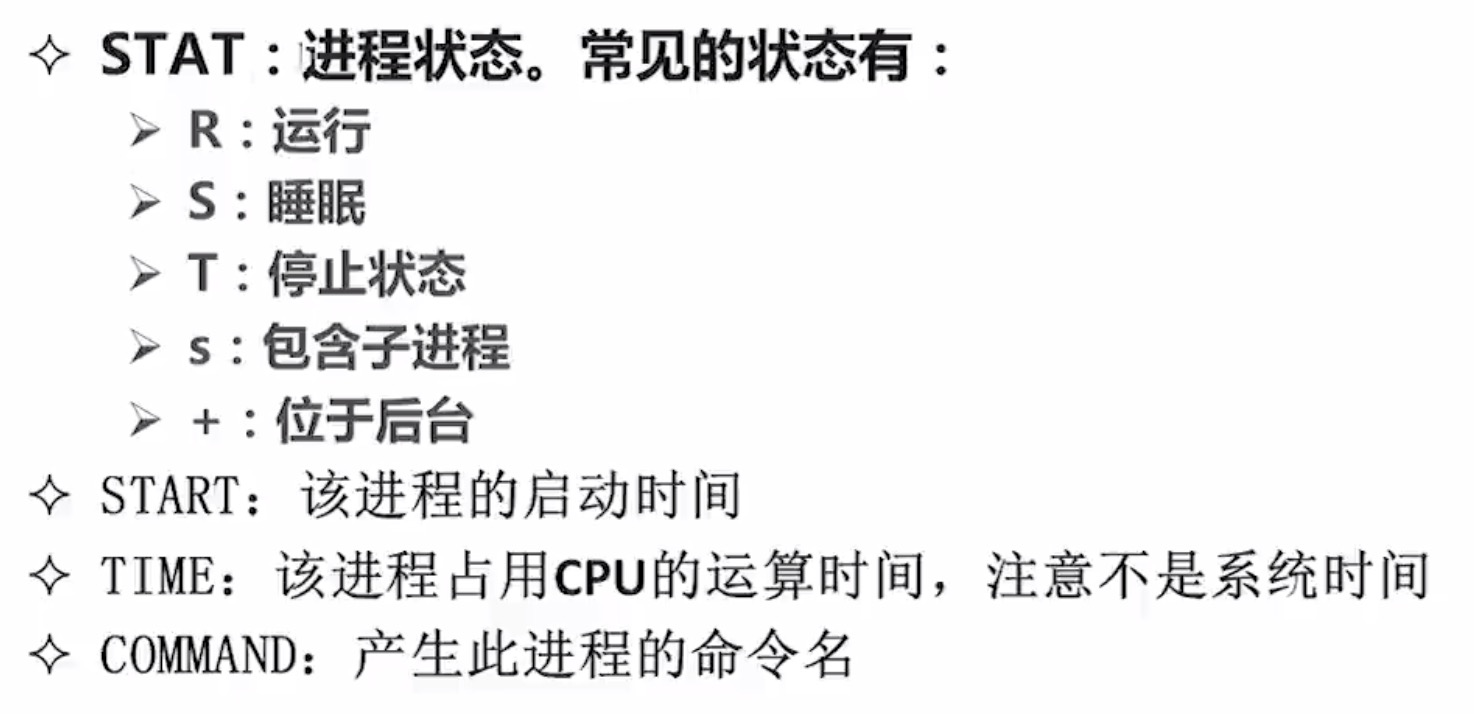 ✧ STAT：进程状态。常见的状态有：
➢ R：运行
➢ S：睡眠
➢ T：停止状态
➢ s：包含子进程
➢ +：位于后台
✧ START：该进程的启动时间
✧ TIME：该进程占用CPU的运算时间，注意不是系统时间
✧ COMMAND：产生此进程的命令名